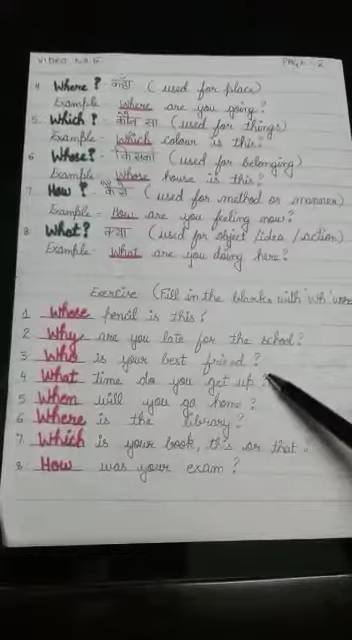 Video No. 6 Page 2
4 Where? - कहाँ (used for place)
Example - Where are you going?
5. Which? - कौन सा (used for things)
Example - Which colour is this?
6 Whose? - किसका (used for belonging)
Example - Whose house is this?
7 How? - कैसे (used for method or manner)
Example - How are you feeling now?
8 What? - क्या (used for object / idea / action)
Example - What are you doing here?
Exercise (Fill in the blanks with 'Wh' words
1 Whose pencil is this?
2 Why are you late for the school?
3 Who is your best friend?
4 What time do you get up?
5 When will you go home?
6 Where is the library?
7. Which is your book, this or that?
8. How was your exam?